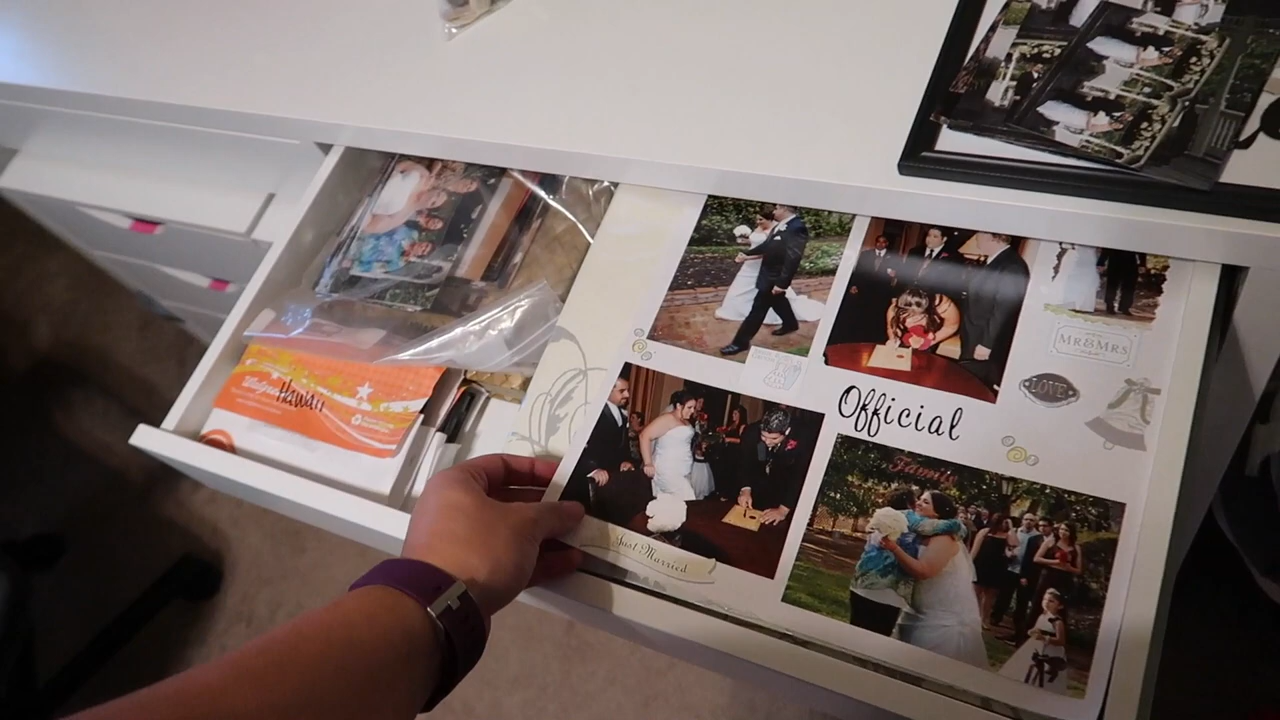 Walgreens
Hawaii
MR&MRS
LOVE
Official
Family
Just Married